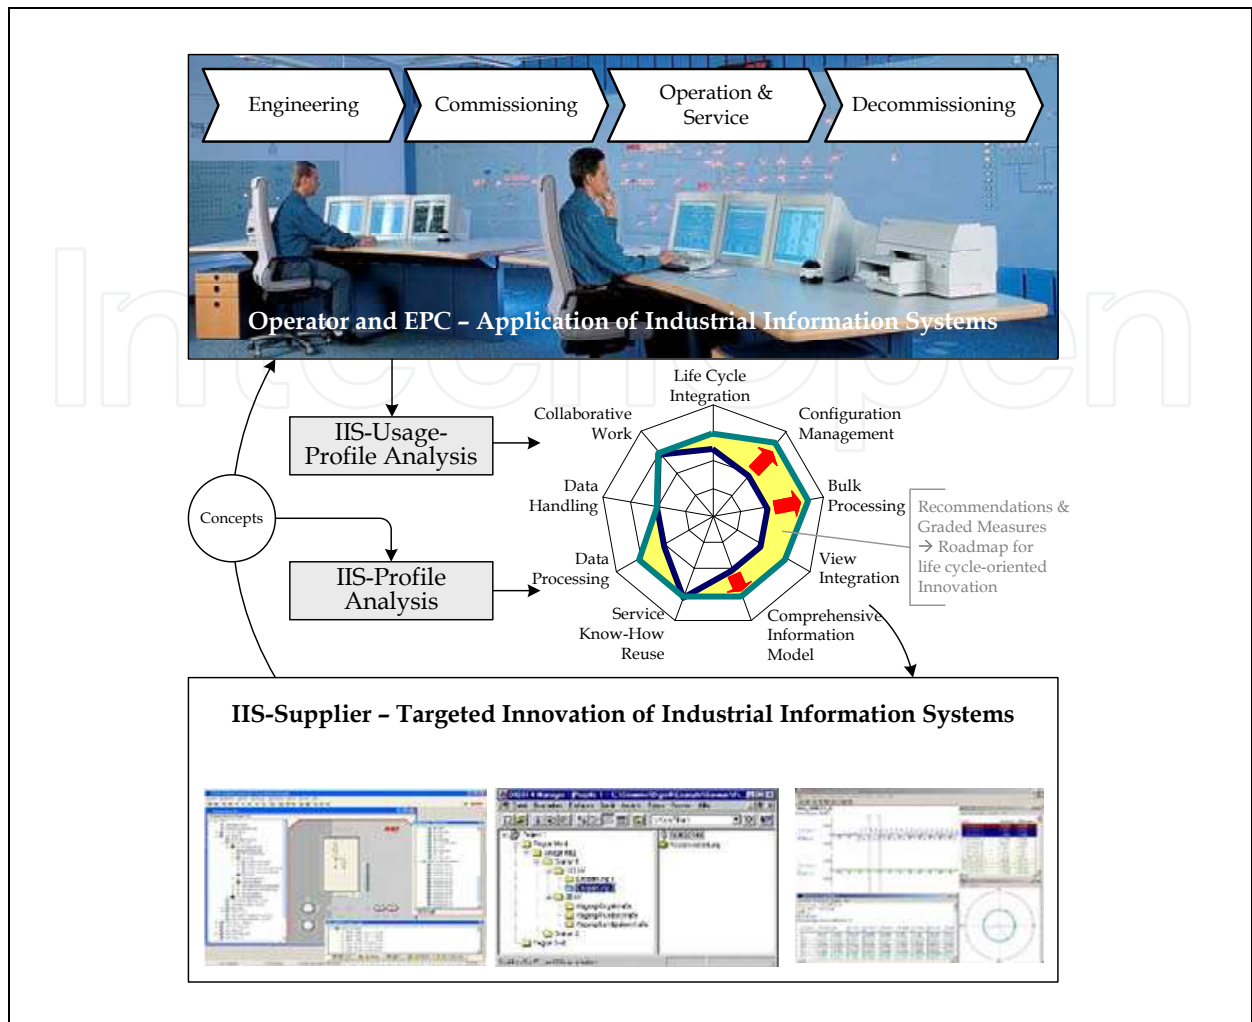 Engineering
Commissioning
Operation &
Service
Decommissioning
Operator and EPC – Application of Industrial Information Systems
IntechOpen
Life Cycle
Integration
Collaborative
Work
Configuration
Management
IIS-Usage-
Profile Analysis
Data
Handling
Bulk
Processing
Recommendations &
Graded Measures
→ Roadmap for
life cycle-oriented
Innovation
Concepts
IIS-Profile
Analysis
Data
Processing
View
Integration
Service
Know-How
Reuse
Comprehensive
Information
Model
IIS-Supplier – Targeted Innovation of Industrial Information Systems